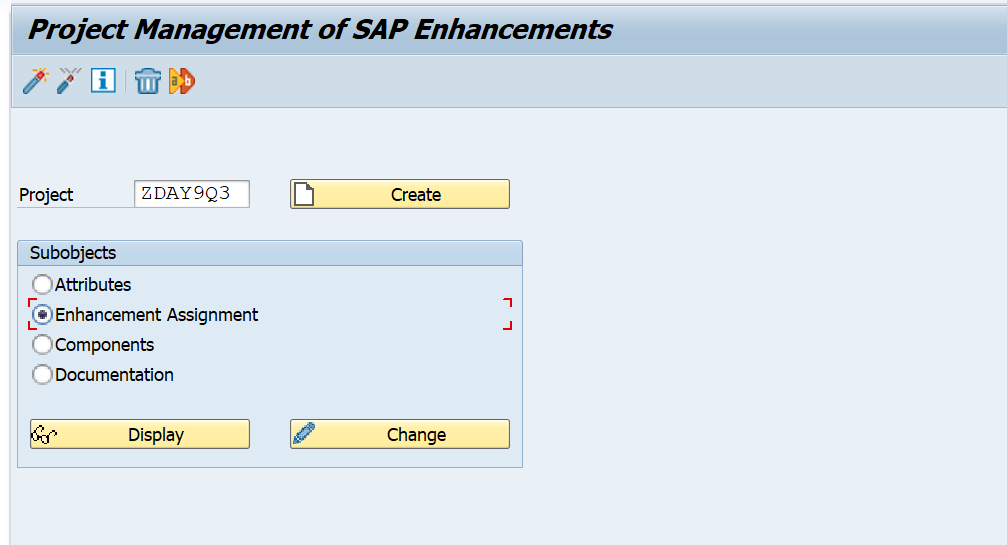 Project Management of SAP Enhancements
Project ZDAY9Q3 Create
Subobjects
Attributes
Enhancement Assignment
Components
Documentation
Display Change